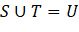 S ∪ T = U